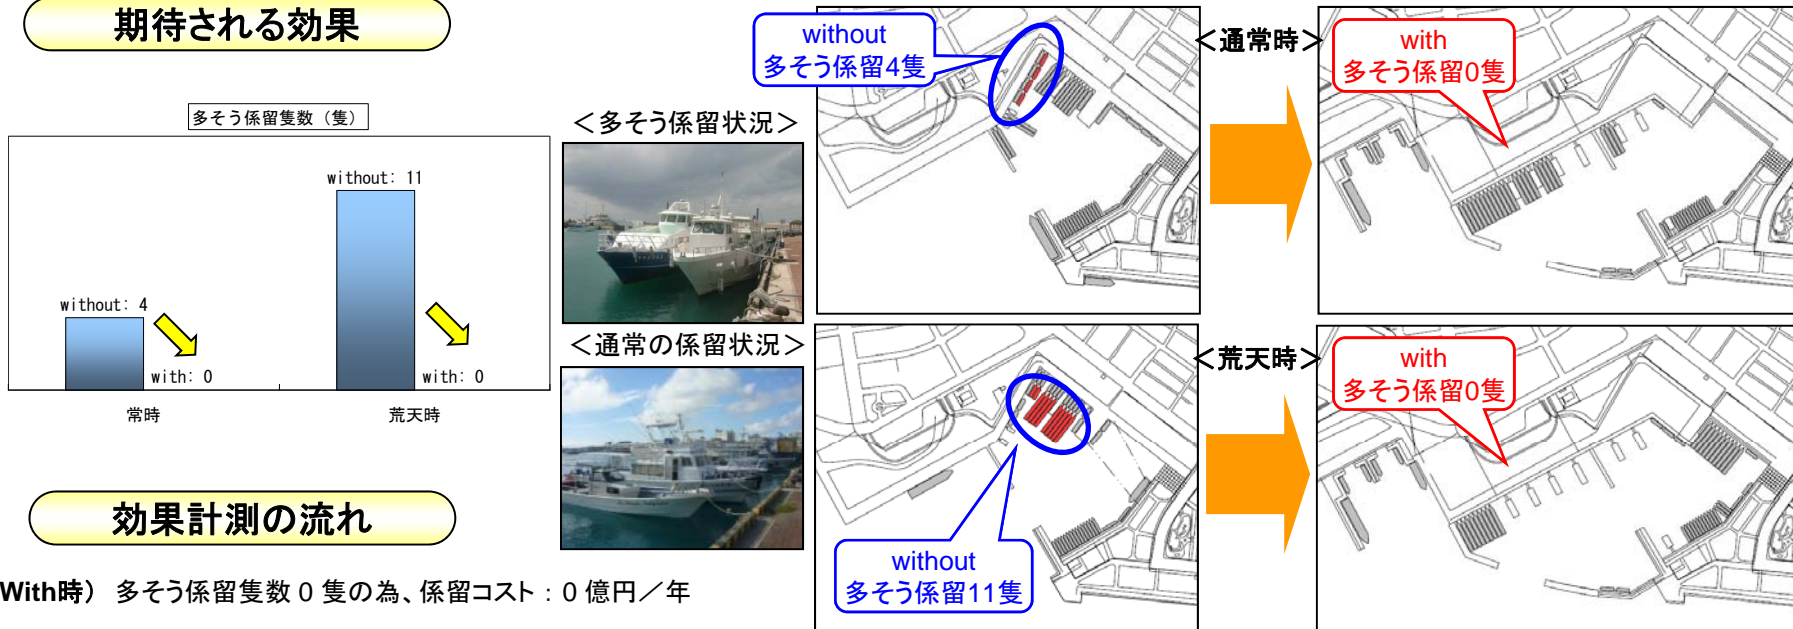 期待される効果
多そう係留隻数（隻）
without: 11
without: 4
with: 0
with: 0
常時
荒天時
＜多そう係留状況＞
＜通常の係留状況＞
without
多そう係留4隻
＜通常時＞
with
多そう係留0隻
without
多そう係留11隻
＜荒天時＞
with
多そう係留0隻
効果計測の流れ
With時） 多そう係留隻数０隻の為、係留コスト：０億円／年